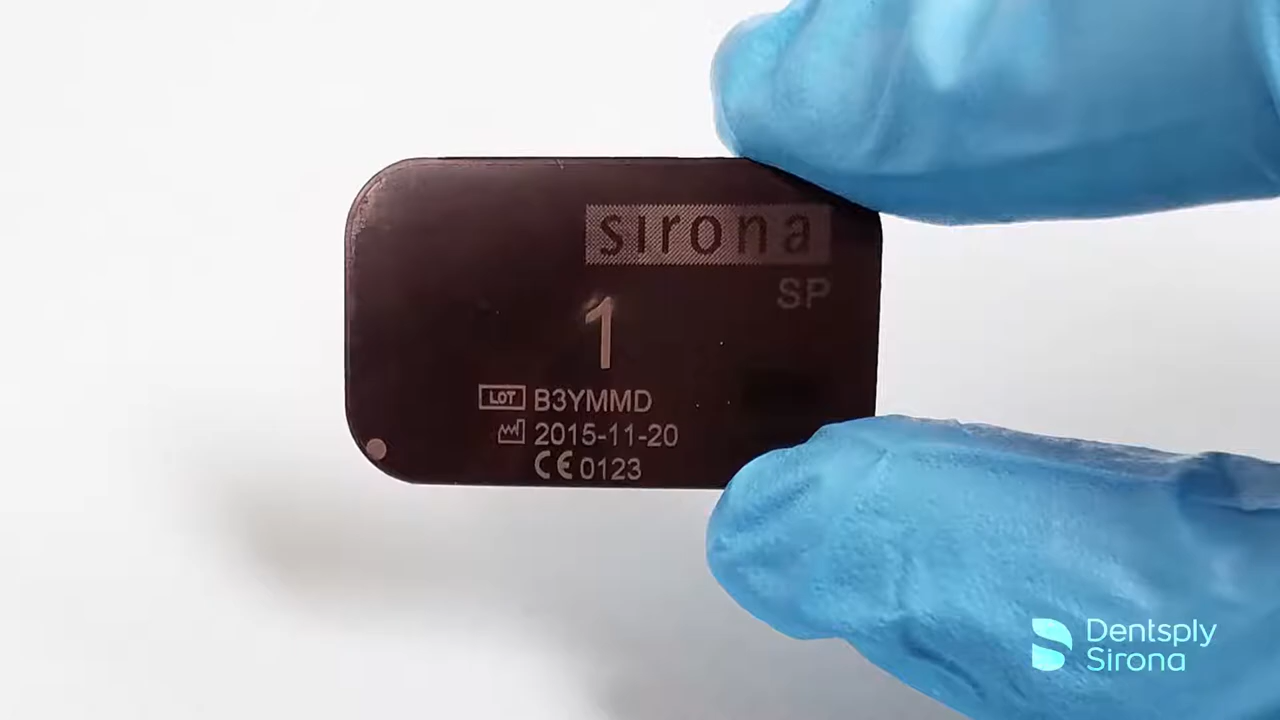 sirona
SP
1
LOT B3YMMD
2015-11-20
CE 0123
Dentsply
Sirona